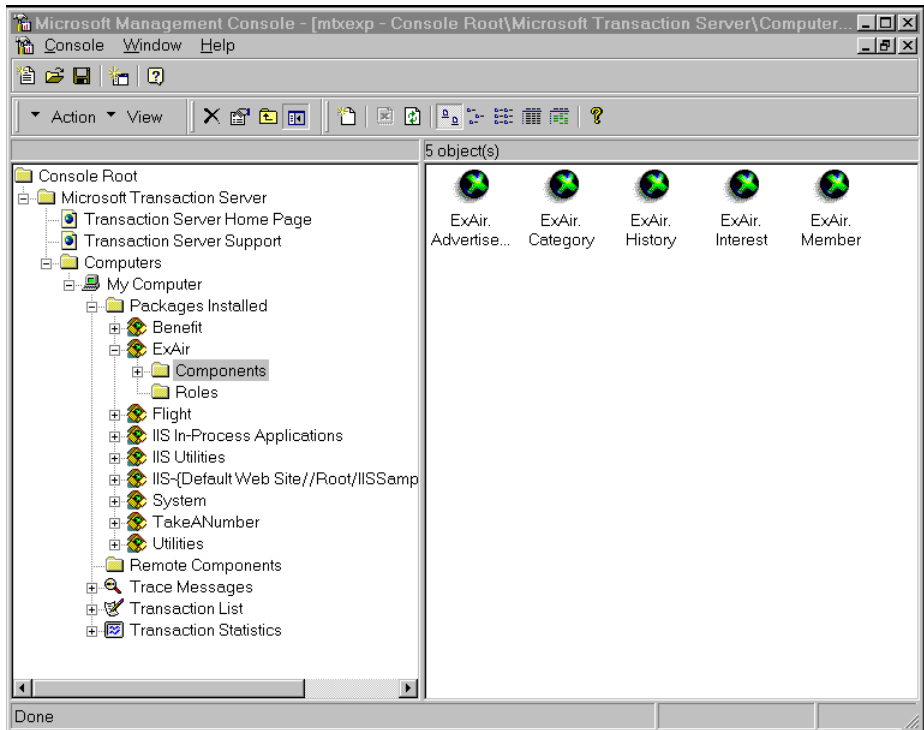 Microsoft Management Console - [mtxexp - Console Root\Microsoft Transaction Server\Computer...
Console Window Help
Action View
5 object(s)
Console Root
Microsoft Transaction Server
Transaction Server Home Page
Transaction Server Support
Computers
My Computer
Packages Installed
Benefit
ExAir
Components
Roles
Flight
IIS In-Process Applications
IIS Utilities
IIS-{Default Web Site//Root/IISSamp
System
TakeANumber
Utilities
Remote Components
Trace Messages
Transaction List
Transaction Statistics
ExAir.
Advertise...
ExAir.
Category
ExAir.
History
ExAir.
Interest
ExAir.
Member
Done